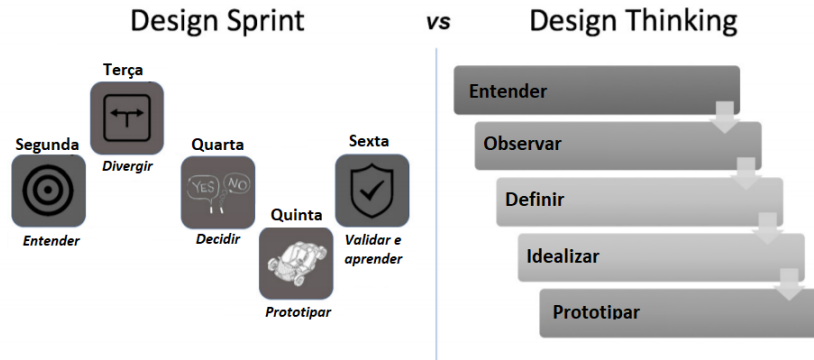 Design Sprint
vs
Design Thinking
Segunda
Entender
Terça
Divergir
Quarta
YES
NO
Decidir
Quinta
Prototipar
Sexta
Validar e
aprender
Entender
Observar
Definir
Idealizar
Prototipar